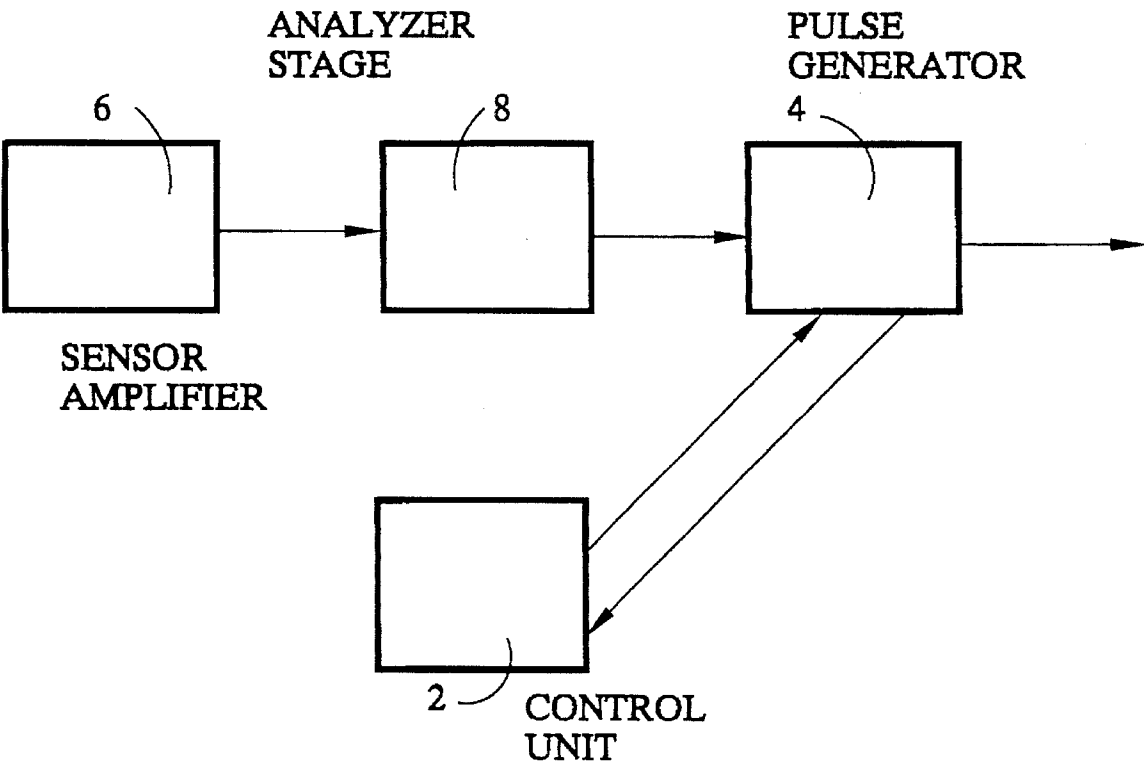 ANALYZER
STAGE
PULSE
GENERATOR
6
8
4
SENSOR
AMPLIFIER
2
CONTROL
UNIT